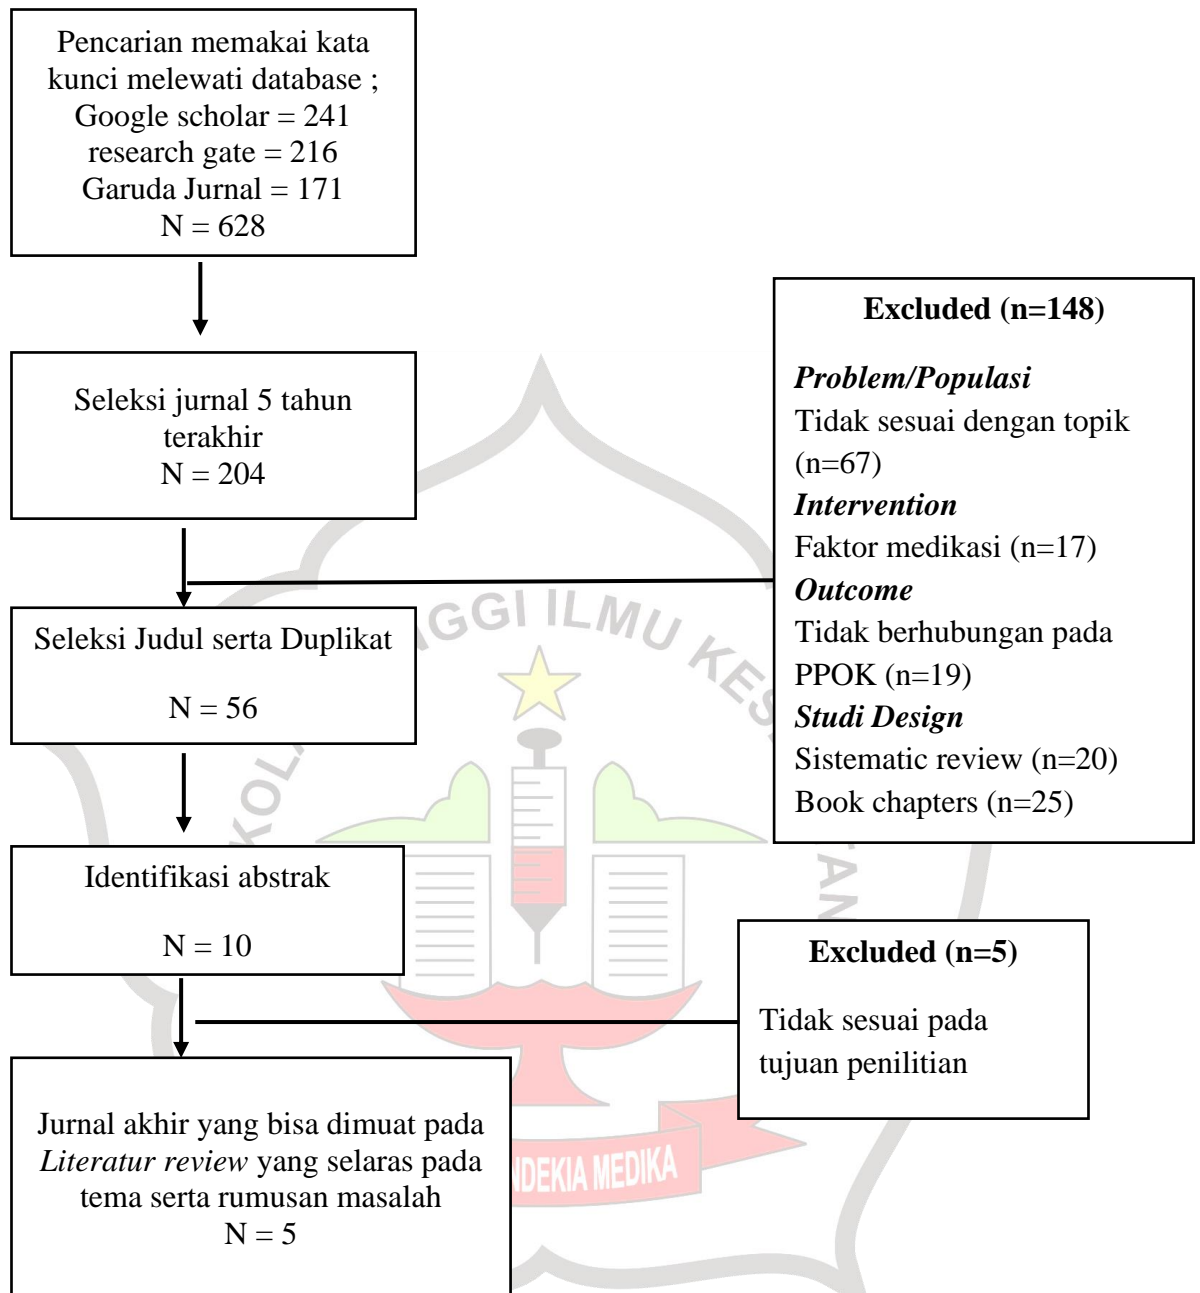 Pencarian memakai kata
kunci melewati database ;
Google scholar = 241
research gate = 216
Garuda Jurnal = 171
N = 628
Seleksi jurnal 5 tahun
terakhir
N = 204
Excluded (n=148)
Problem/Populasi
Tidak sesuai dengan topik
(n=67)
Intervention
Faktor medikasi (n=17)
Outcome
Tidak berhubungan pada
PPOK (n=19)
Studi Design
Sistematic review (n=20)
Book chapters (n=25)
Seleksi Judul serta Duplikat
N = 56
Identifikasi abstrak
N = 10
Excluded (n=5)
Tidak sesuai pada
tujuan penilitian
Jurnal akhir yang bisa dimuat pada
Literatur review yang selaras pada
tema serta rumusan masalah
N = 5
ILMU
MEDIKA